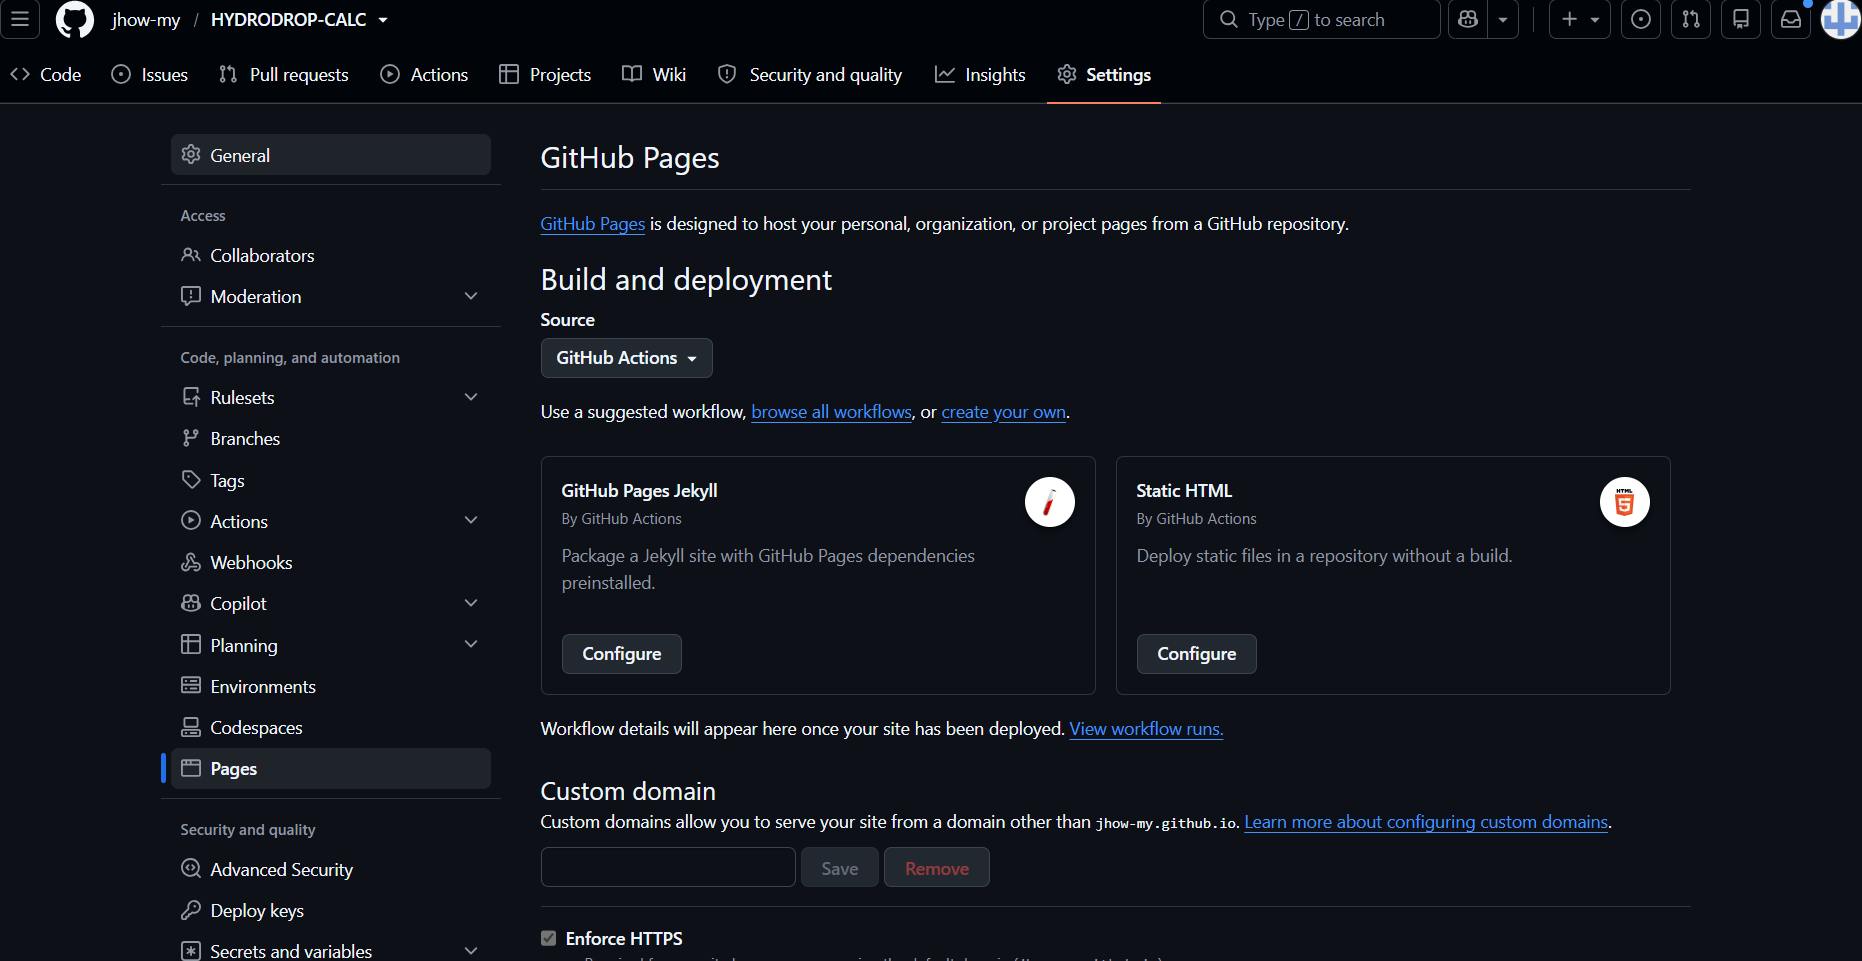 jhow-my / HYDRODROP-CALC
Type / to search
Code
Issues
Pull requests
Actions
Projects
Wiki
Security and quality
Insights
Settings
General
Access
Collaborators
Moderation
Code, planning, and automation
Rulesets
Branches
Tags
Actions
Webhooks
Copilot
Planning
Environments
Codespaces
Pages
Security and quality
Advanced Security
Deploy keys
Secrets and variables
GitHub Pages
GitHub Pages is designed to host your personal, organization, or project pages from a GitHub repository.
Build and deployment
Source
GitHub Actions
Use a suggested workflow, browse all workflows, or create your own.
GitHub Pages Jekyll
By GitHub Actions
Package a Jekyll site with GitHub Pages dependencies
preinstalled.
Configure
Static HTML
By GitHub Actions
HTML
Deploy static files in a repository without a build.
Configure
Workflow details will appear here once your site has been deployed. View workflow runs.
Custom domain
Custom domains allow you to serve your site from a domain other than jhow-my.github.io. Learn more about configuring custom domains.
Save
Remove
Enforce HTTPS